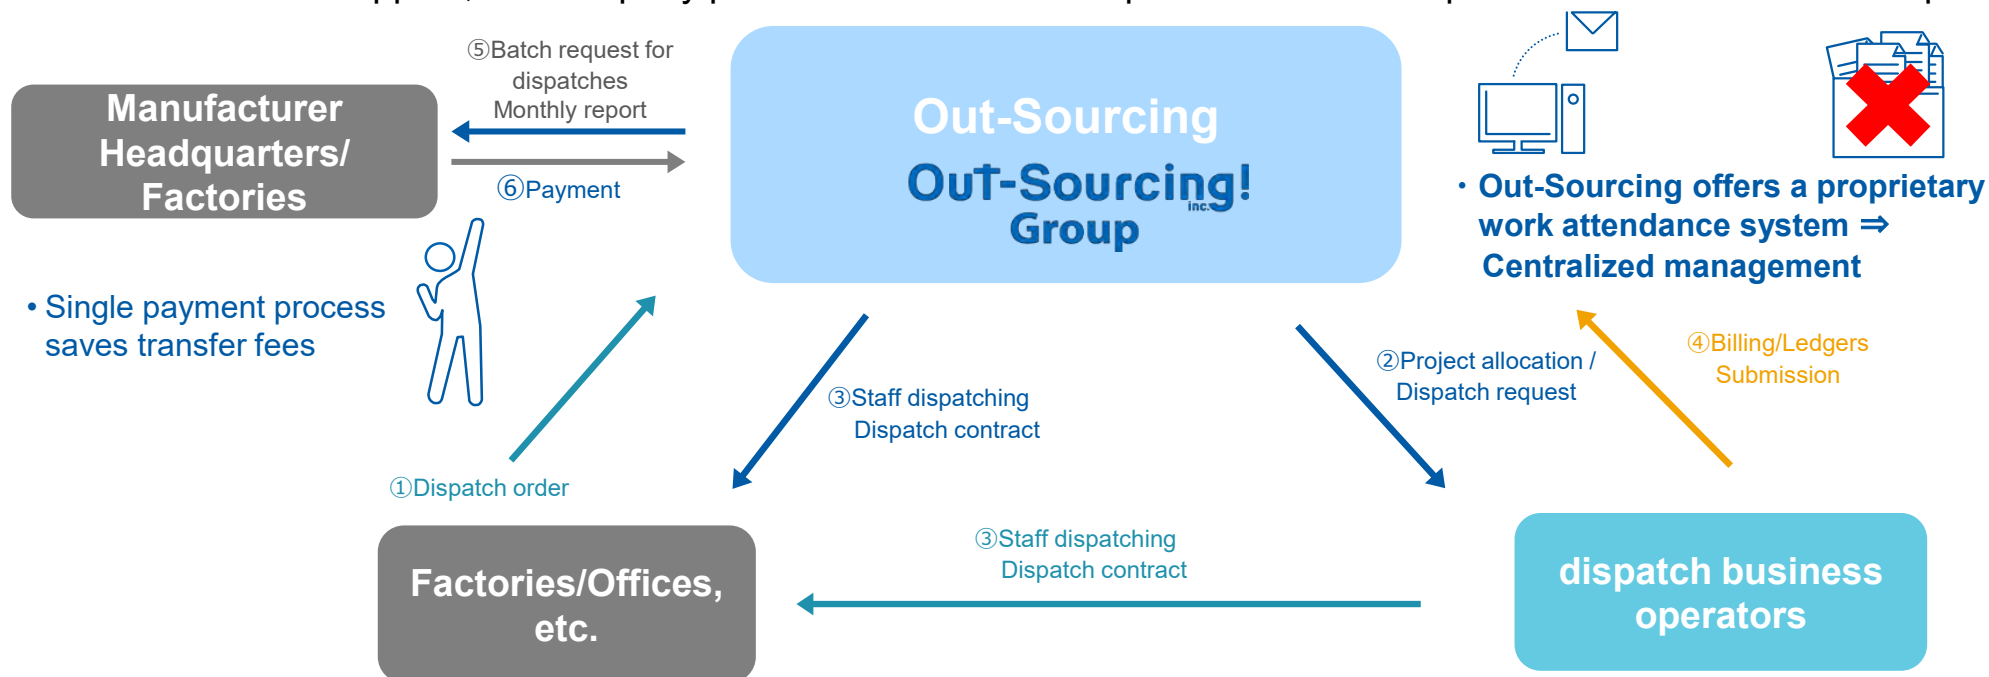 ⑤Batch request for
dispatches
Monthly report
Manufacturer
Headquarters/
Factories
⑥Payment
Out-Sourcing
OuT-Sourcing!
inc.
Group
・Out-Sourcing offers a proprietary
work attendance system ⇒
Centralized management
• Single payment process
saves transfer fees
①Dispatch order
③Staff dispatching
Dispatch contract
②Project allocation /
Dispatch request
④Billing/Ledgers
Submission
③Staff dispatching
Dispatch contract
Factories/Offices,
etc.
dispatch business
operators